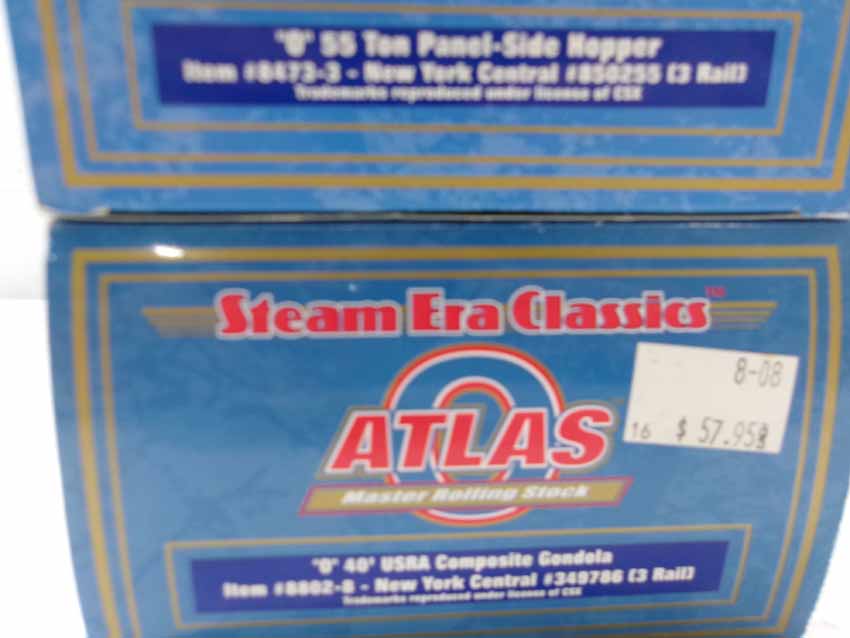 "O" 55 Ton Panel-Side Hopper
Item #8473-3 - New York Central #850255 (3 Rail)
Trademarks reproduced under license of CSX
Steam Era Classics™
8-08
16 $ 57.95
ATLAS
Master Rolling Stock
"O" 40' USRA Composite Gondola
Item #8802-8 - New York Central #349786 (3 Rail)
Trademarks reproduced under license of CSX